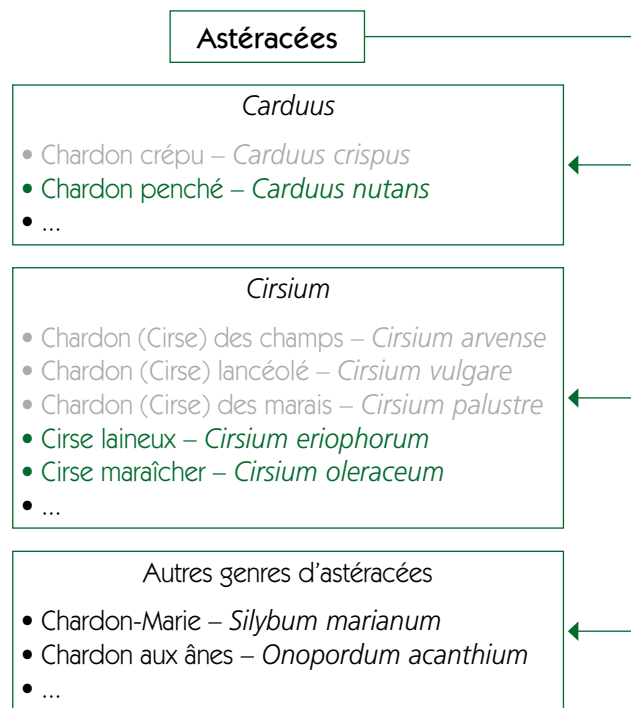 Astéracées
Carduus
• Chardon crépu – Carduus crispus
• Chardon penché – Carduus nutans
• ...
Cirsium
• Chardon (Cirse) des champs – Cirsium arvense
• Chardon (Cirse) lancéolé – Cirsium vulgare
• Chardon (Cirse) des marais – Cirsium palustre
• Cirse laineux – Cirsium eriophorum
• Cirse maraîcher – Cirsium oleraceum
• ...
Autres genres d'astéracées
• Chardon-Marie – Silybum marianum
• Chardon aux ânes – Onopordum acanthium
• ...